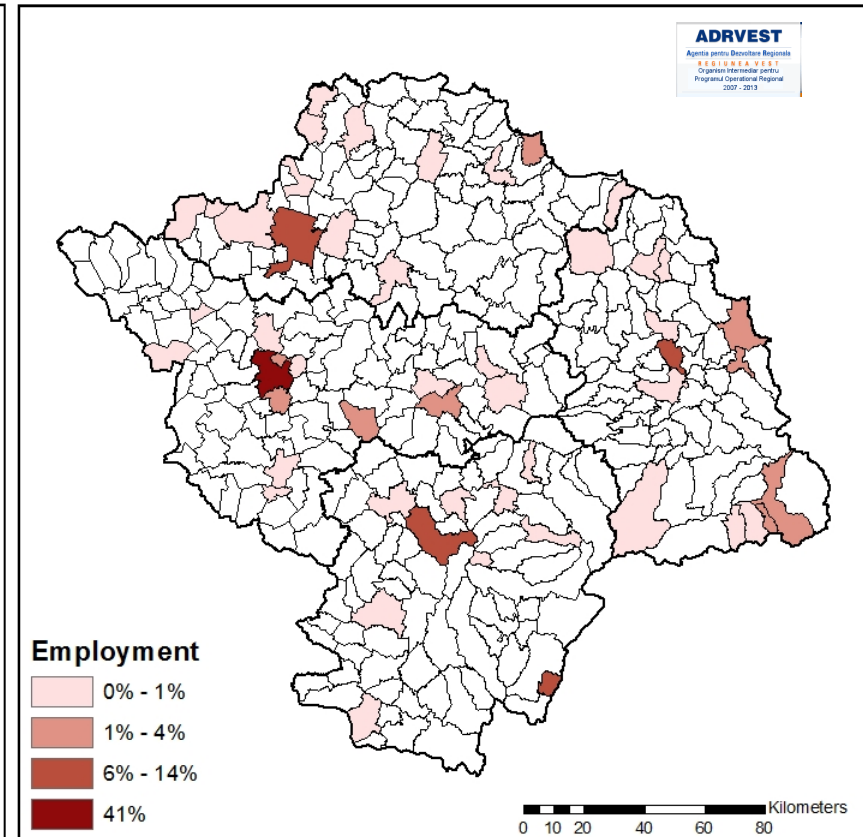 ADRVEST
Agentia pentru Dezvoltare Regionala
REGIUNEA VEST
Organism Intermediar pentru
Programul Operational Regional
2007 - 2013
Employment
0% - 1%
1% - 4%
6% - 14%
41%
Kilometers
0 10 20 40 60 80